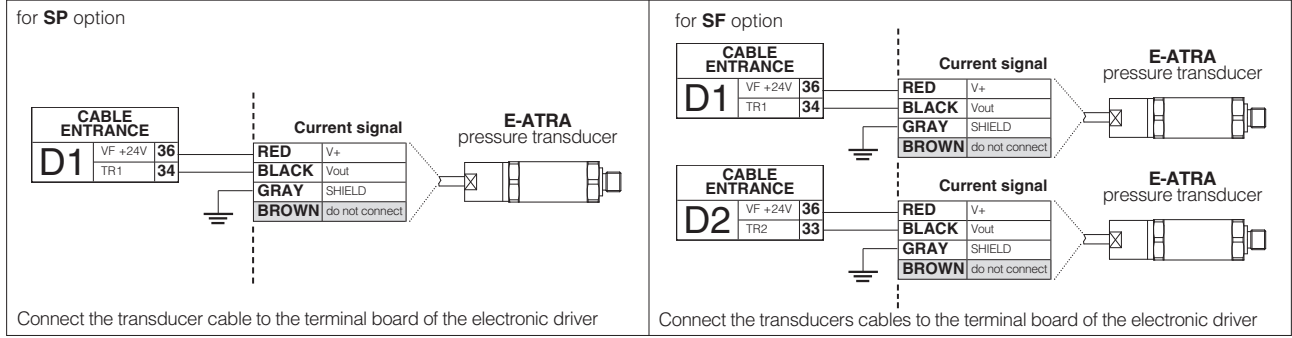 for SP option
CABLE
ENTRANCE
D1
VF +24V 36
TR1 34
Current signal
RED V+
BLACK Vout
GRAY SHIELD
BROWN do not connect
E-ATRA
pressure transducer
Connect the transducer cable to the terminal board of the electronic driver
for SF option
CABLE
ENTRANCE
D1
VF +24V 36
TR1 34
Current signal
RED V+
BLACK Vout
GRAY SHIELD
BROWN do not connect
E-ATRA
pressure transducer
CABLE
ENTRANCE
D2
VF +24V 36
TR2 33
Current signal
RED V+
BLACK Vout
GRAY SHIELD
BROWN do not connect
E-ATRA
pressure transducer
Connect the transducers cables to the terminal board of the electronic driver